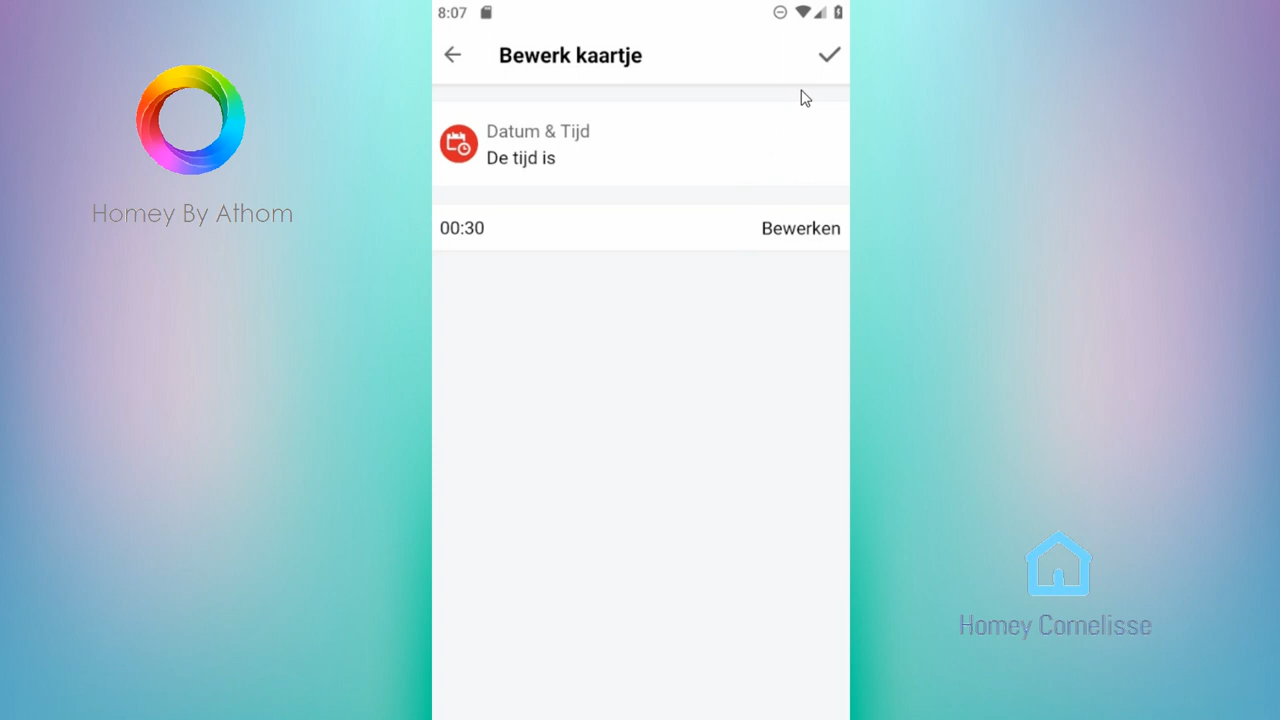 8:07
Bewerk kaartje
Datum & Tijd
De tijd is
00:30 Bewerken
Homey By Athom
Homey Cornelisse